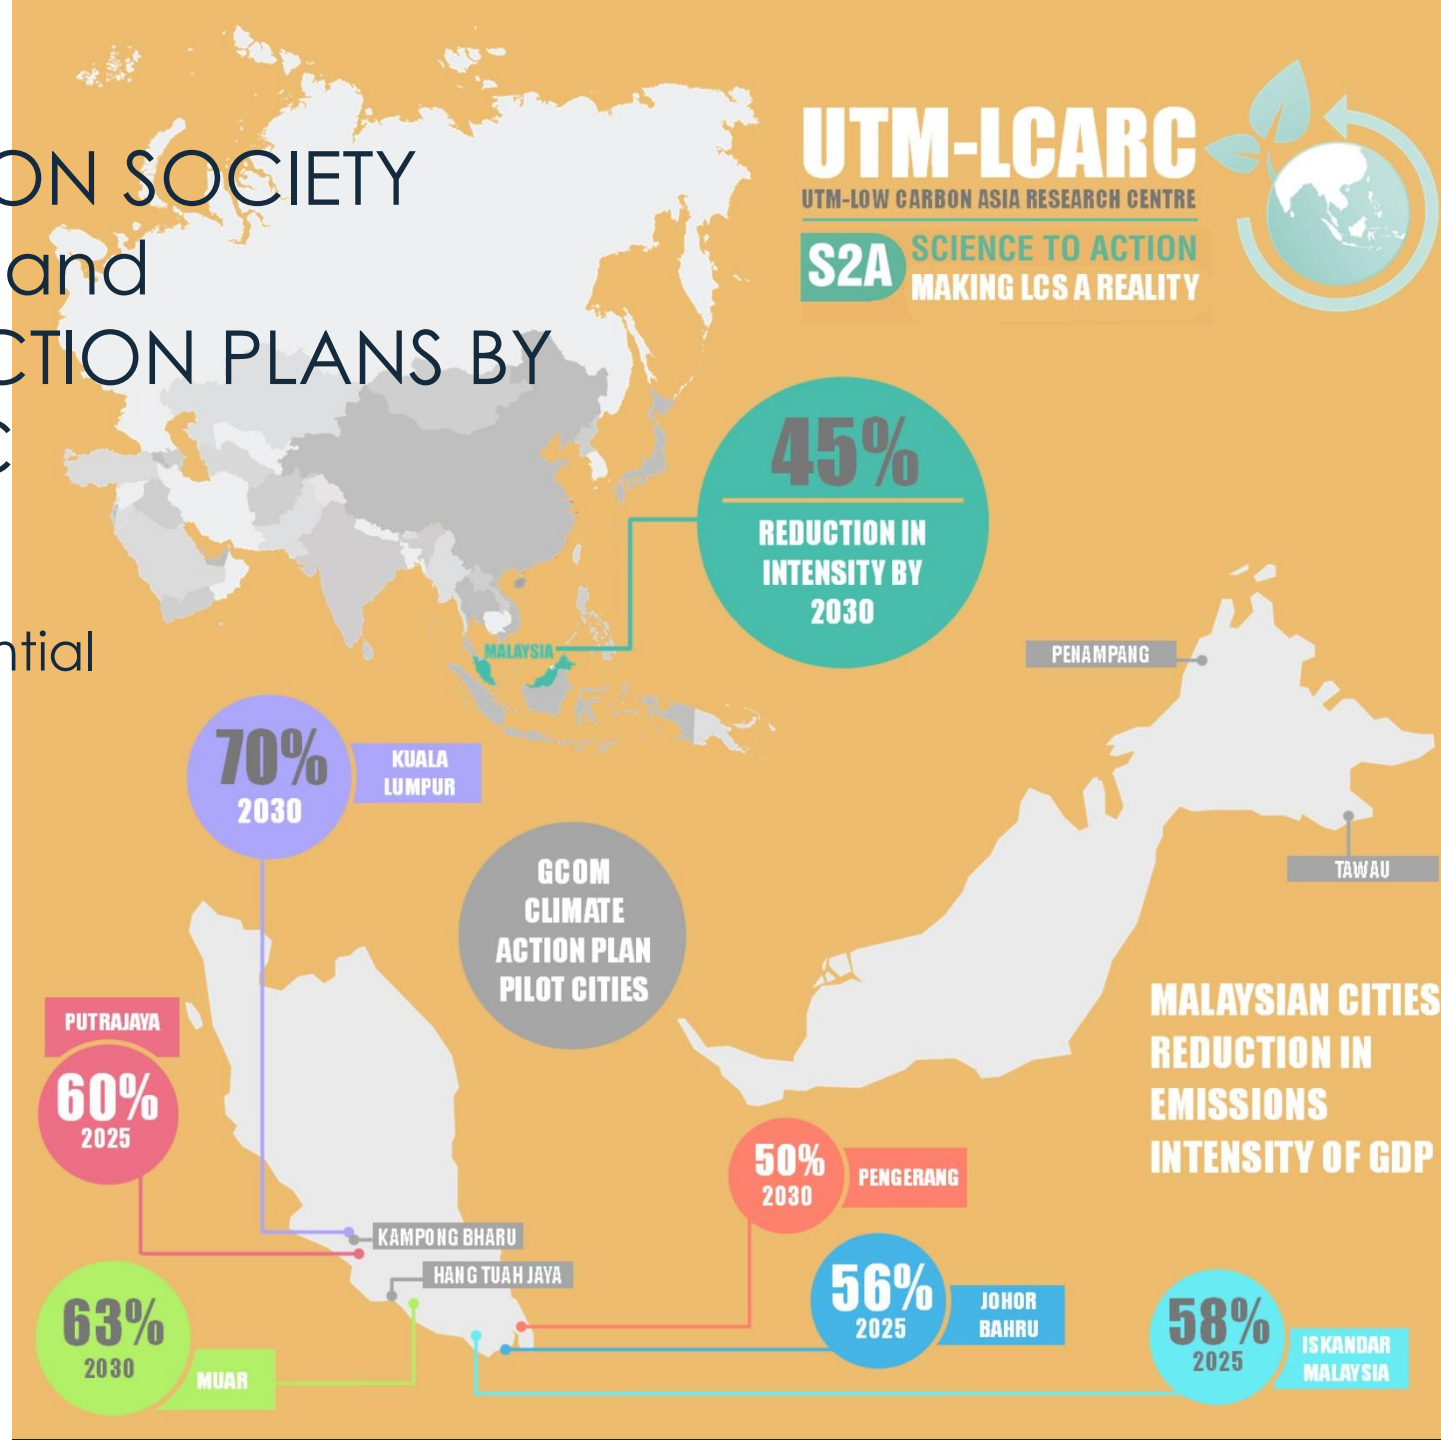 ON SOCIETY
and
CTION PLANS BY
C
ntial
UTM-LCARC
UTM-LOW CARBON ASIA RESEARCH CENTRE
S2A
SCIENCE TO ACTION
MAKING LCS A REALITY
45%
REDUCTION IN
INTENSITY BY
2030
MALAYSIA
PENAMPANG
70%
2030
KUALA
LUMPUR
GCOM
CLIMATE
ACTION PLAN
PILOT CITIES
TAWAU
PUTRAJAYA
60%
2025
MALAYSIAN CITIES
REDUCTION IN
EMISSIONS
INTENSITY OF GDP
50%
2030
PENGERANG
KAMPONG BHARU
HANG TUAH JAYA
63%
2030
MUAR
56%
2025
JOHOR
BAHRU
58%
2025
ISKANDAR
MALAYSIA